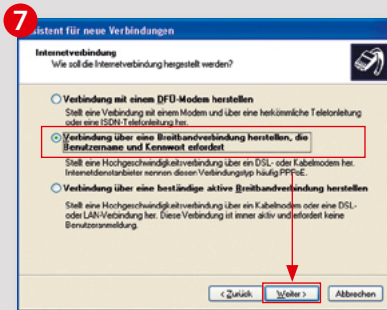 7
istent für neue Verbindungen
Internetverbindung
Wie soll die Internetverbindung hergestellt werden?
Verbindung mit einem DFÜ-Modem herstellen
Stellt eine Verbindung mit einem Modem und über eine herkömmliche Telefonleitung
oder eine ISDN-Telefonleitung her.
Verbindung über eine Breitbandverbindung herstellen, die
Benutzername und Kennwort erfordert
Stellt eine Hochgeschwindigkeitsverbindung über ein DSL- oder Kabelmodem her.
Internetdienstanbieter nennen diesen Verbindungstyp häufig PPPoE.
Verbindung über eine beständige aktive Breitbandverbindung herstellen
Stellt eine Hochgeschwindigkeitsverbindung über ein Kabelmodem oder eine DSL-
oder LAN-Verbindung her. Diese Verbindung ist immer aktiv und erfordert keine
Benutzeranmeldung.
< Zurück Weiter > Abbrechen